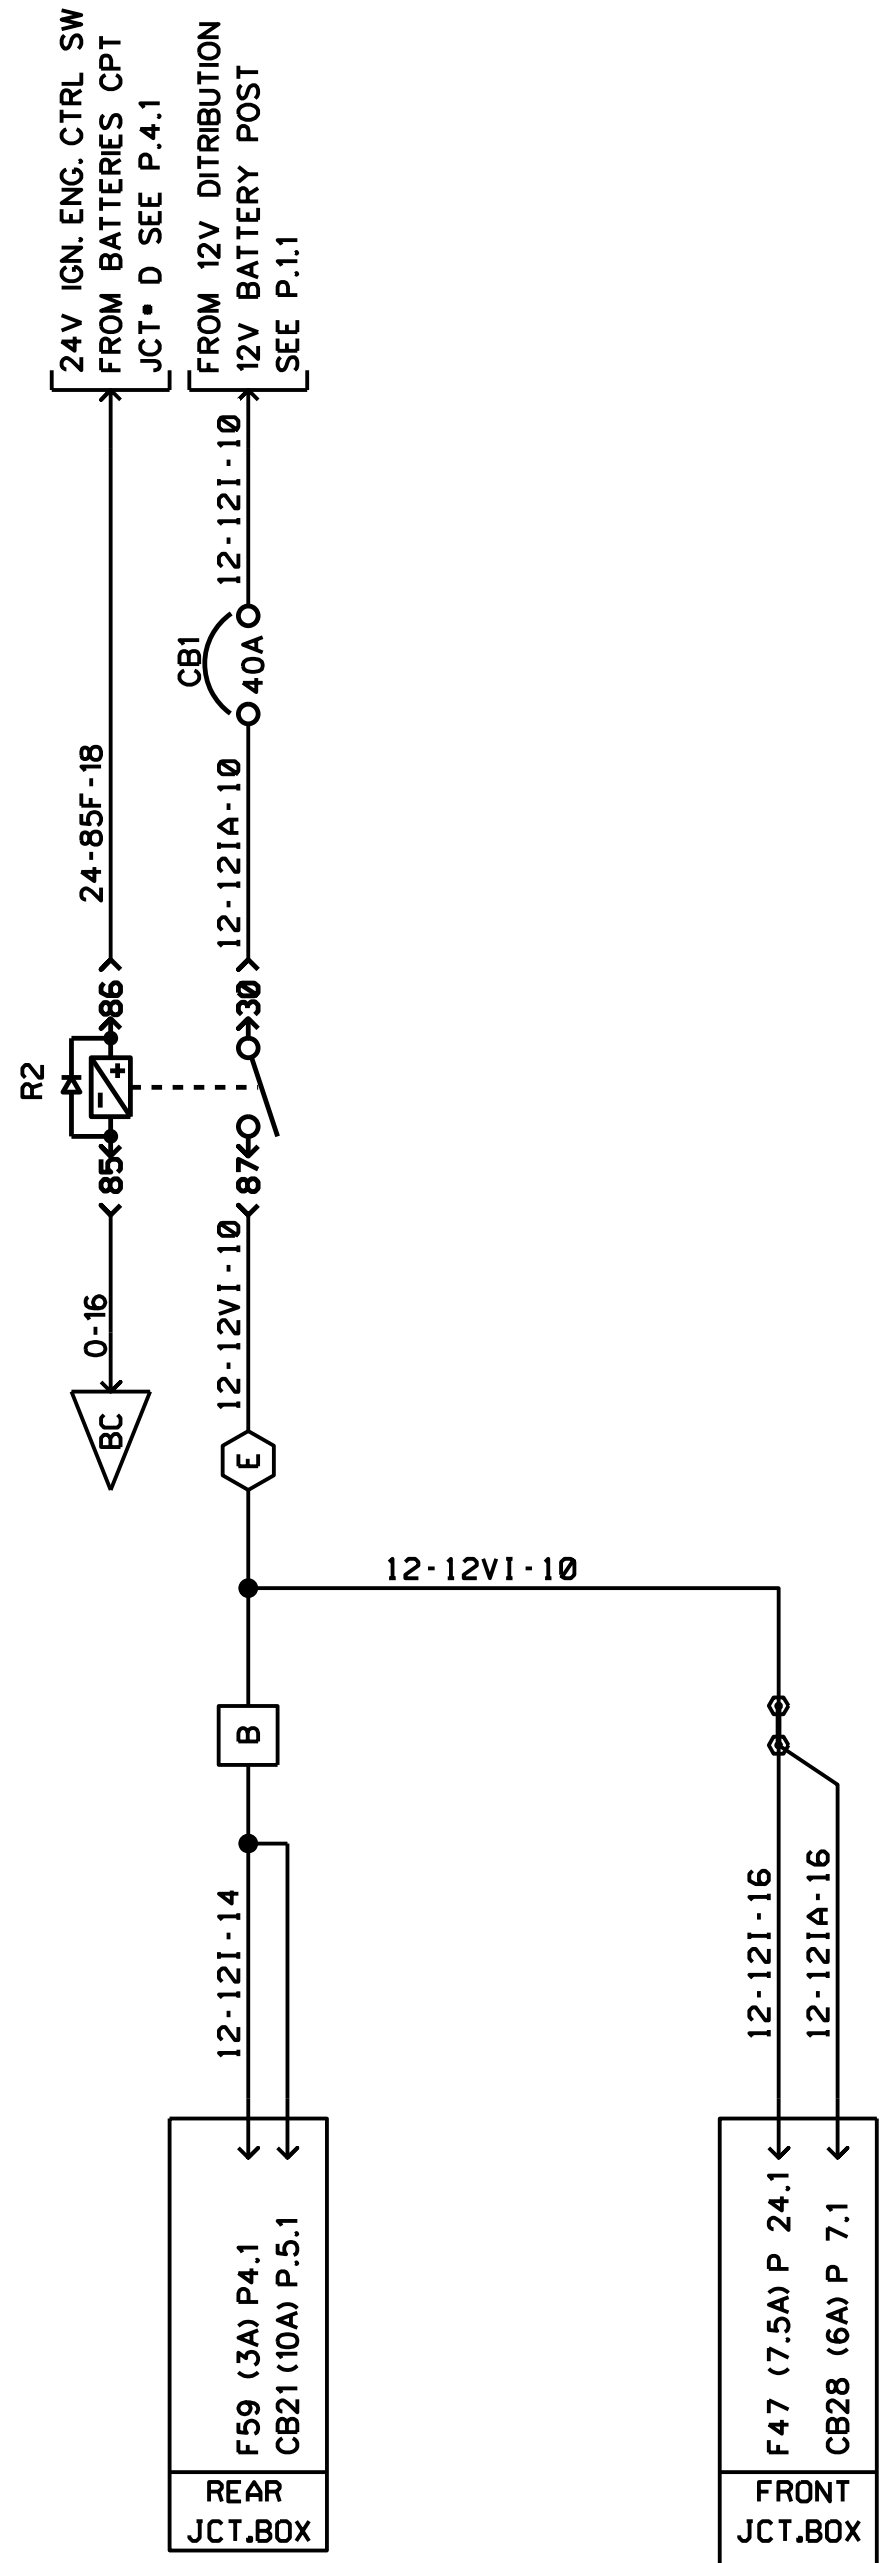 24V IGN. ENG. CTRL SW
FROM BATTERIES CPT
JCT• D SEE P.4.1
FROM 12V DITRIBUTION
12V BATTERY POST
SEE P.1.1
12-12I-10
CB1
40A
24-85F-18
12-12IA-10
86
30
R2
+
-
85
87
0-16
12-12VI-10
BC
E
12-12VI-10
B
12-12I-14
12-12I-16
12-12IA-16
F59 (3A) P4.1
CB21 (10A) P.5.1
F47 (7.5A) P 24.1
CB28 (6A) P 7.1
REAR
JCT.BOX
FRONT
JCT.BOX